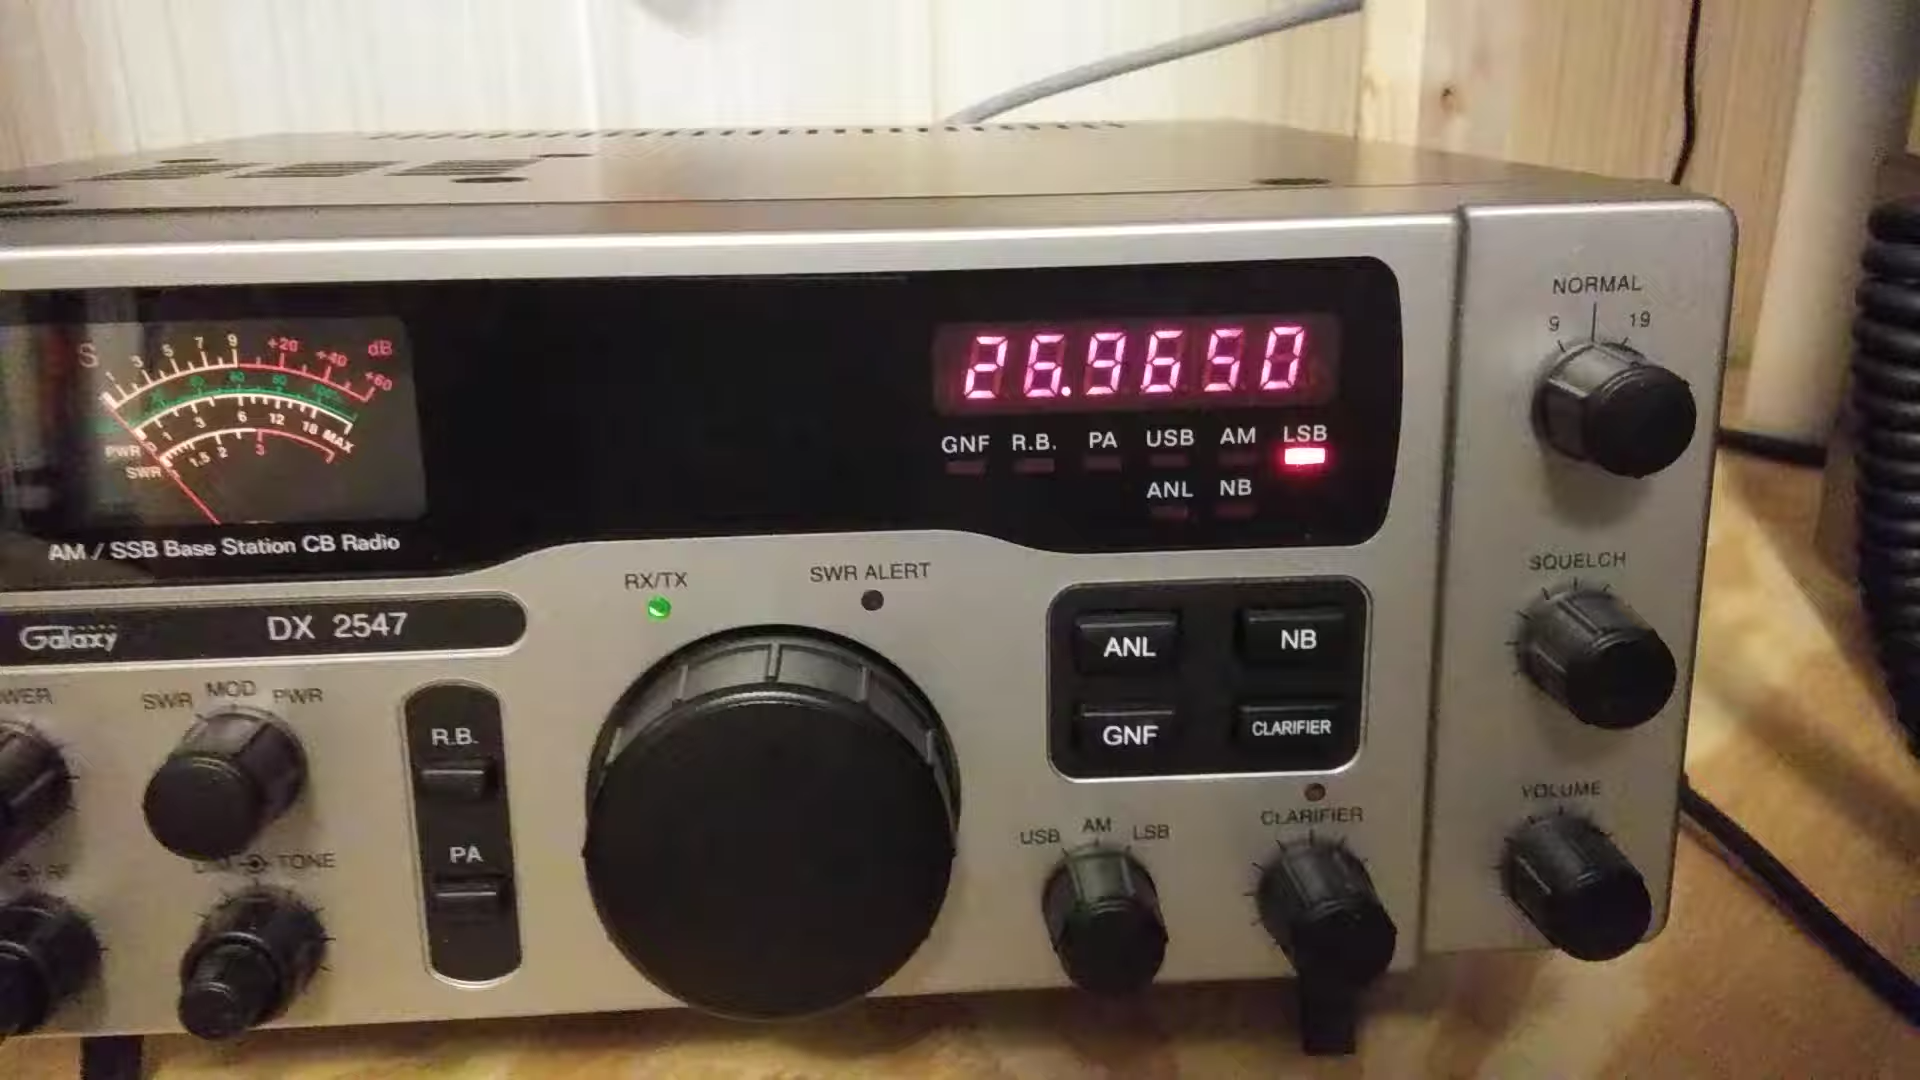 S 1 3 5 7 9 +20 +40 +60 dB
PWR 1 3 6 12 18 MAX
SWR 1 1.5 2 3
AM / SSB Base Station CB Radio
26.9650
GNF R.B. PA USB AM LSB
ANL NB
NORMAL
9 19
SQUELCH
VOLUME
Galaxy DX 2547
RX/TX
SWR ALERT
SWR MOD PWR
R.B.
PA
TONE
ANL NB
GNF CLARIFIER
USB AM LSB
CLARIFIER